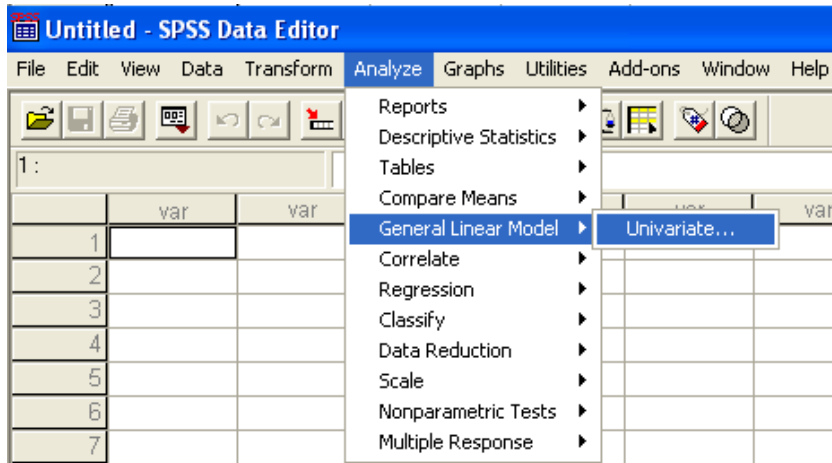 Untitled - SPSS Data Editor
File Edit View Data Transform Analyze Graphs Utilities Add-ons Window Help
1 :
var var var
Reports
Descriptive Statistics
Tables
Compare Means
General Linear Model Univariate...
Correlate
Regression
Classify
Data Reduction
Scale
Nonparametric Tests
Multiple Response
1
2
3
4
5
6
7